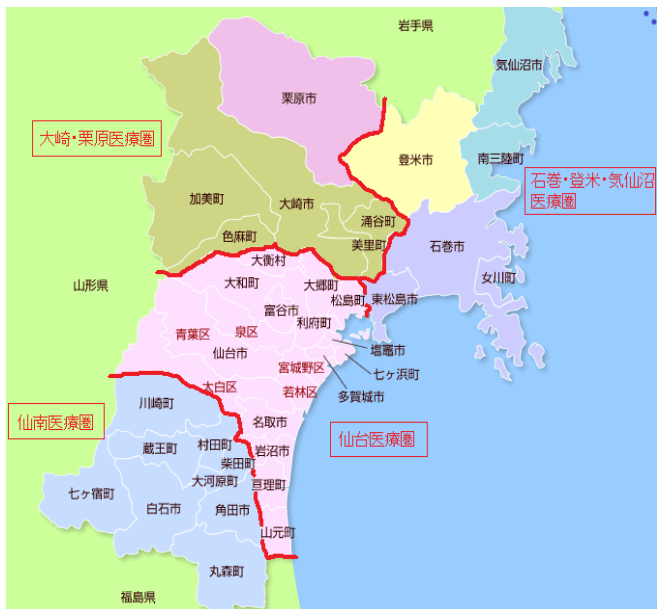 岩手県
気仙沼市
栗原市
大崎・栗原医療圏
登米市
南三陸町
石巻・登米・気仙沼
医療圏
加美町
大崎市
涌谷町
色麻町
美里町
石巻市
大衡村
女川町
山形県
大和町
大郷町
松島町
東松島市
富谷市
利府町
青葉区
泉区
塩竈市
仙台市
宮城野区
七ヶ浜町
太白区
若林区
多賀城市
川崎町
仙南医療圏
名取市
仙台医療圏
蔵王町
村田町
岩沼市
柴田町
七ヶ宿町
大河原町
亘理町
白石市
角田市
山元町
丸森町
福島県